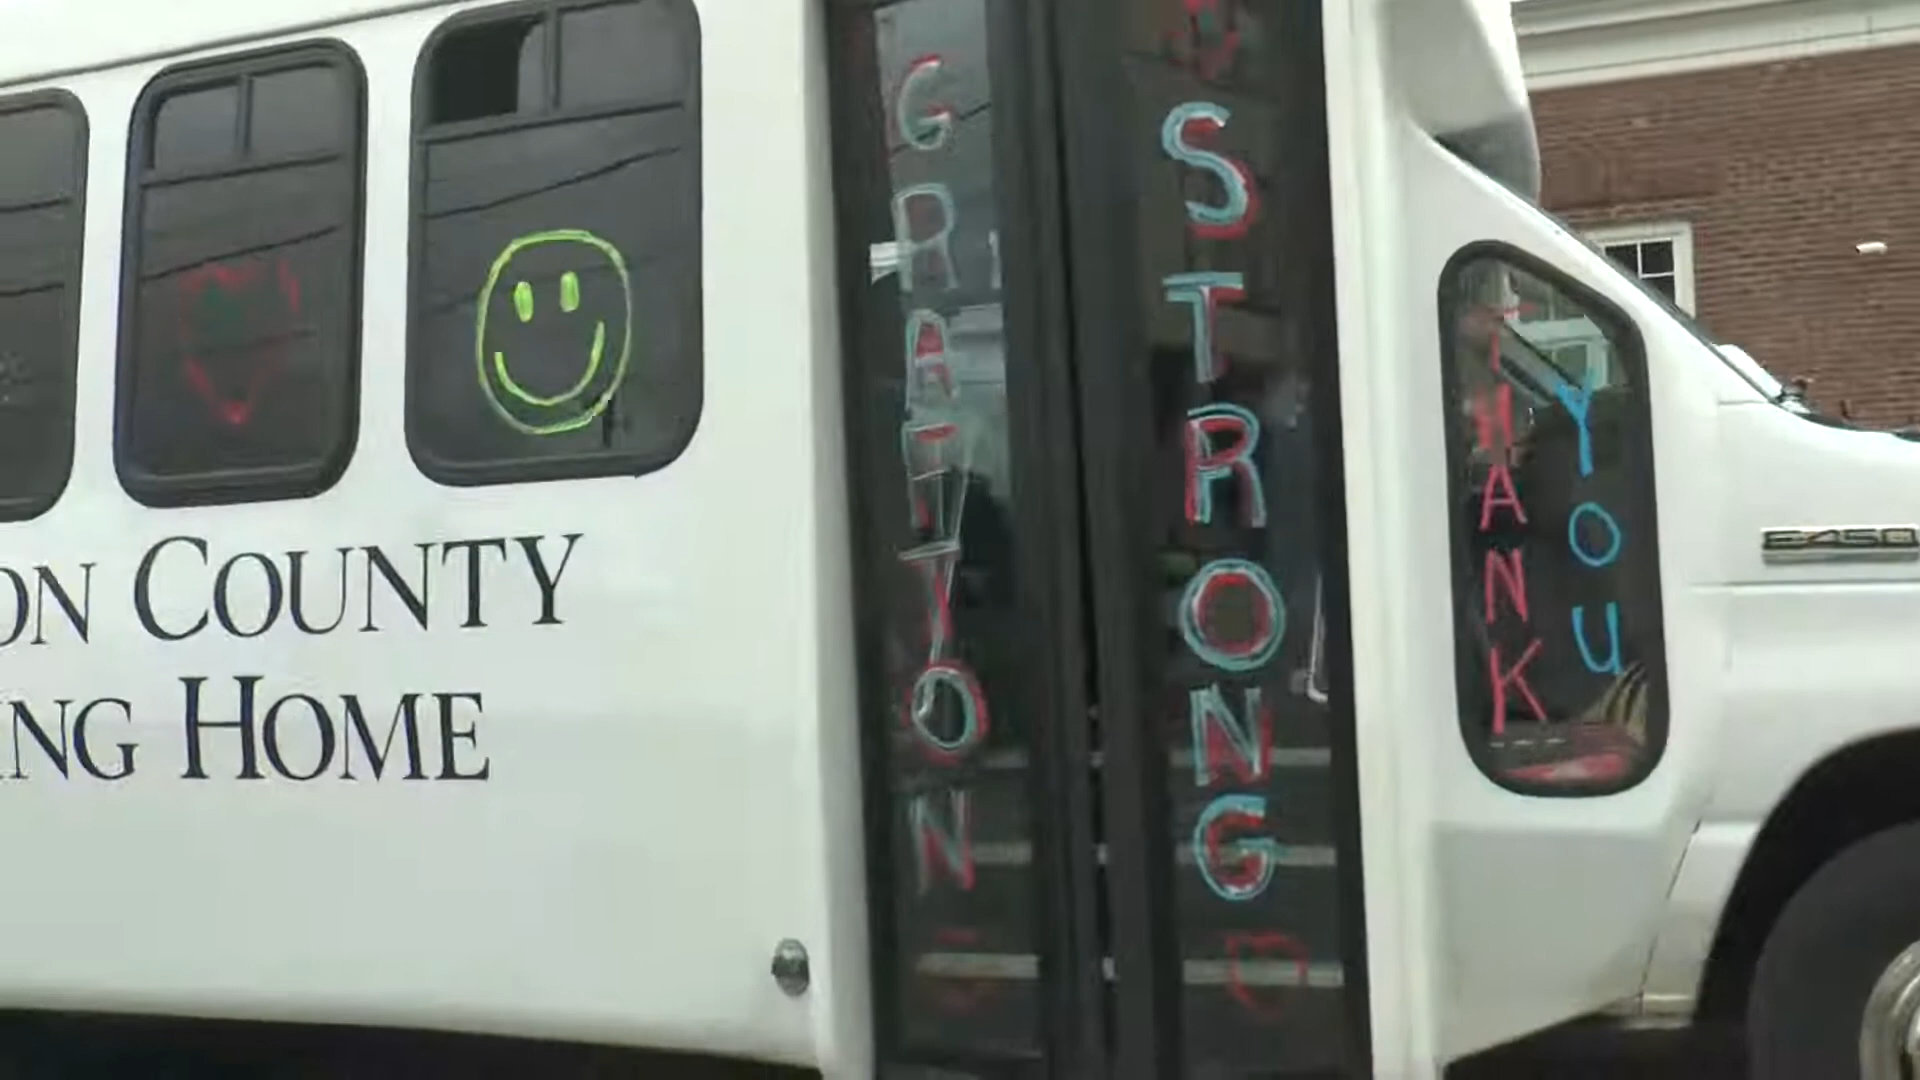 ON COUNTY
ING HOME
GRAFTON
STRONG
THANK
YOU
E450